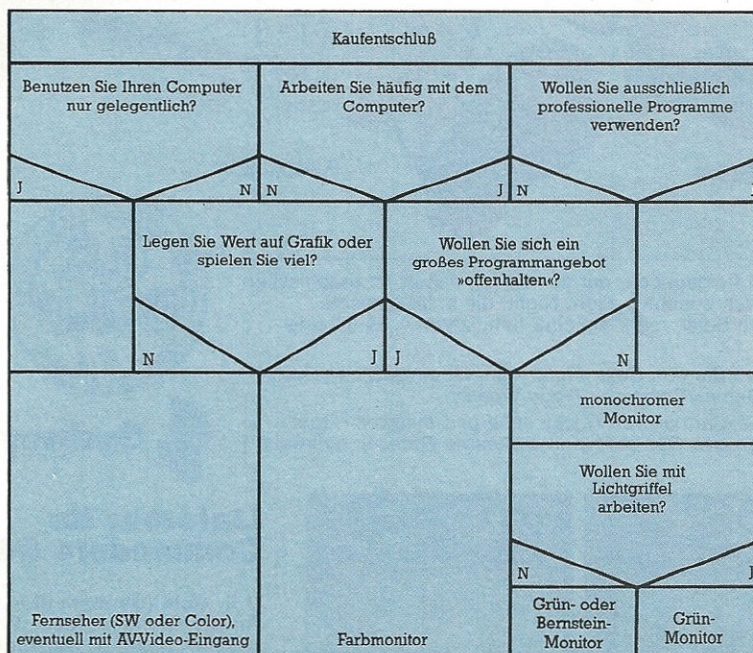 Kaufentschluß
Benutzen Sie Ihren Computer
nur gelegentlich?
Arbeiten Sie häufig mit dem
Computer?
Wollen Sie ausschließlich
professionelle Programme
verwenden?
J
N
N
J
N
J
Legen Sie Wert auf Grafik oder
spielen Sie viel?
Wollen Sie sich ein
großes Programmangebot
»offenhalten«?
N
J
J
N
monochromer
Monitor
Wollen Sie mit
Lichtgriffel
arbeiten?
N
J
Fernseher (SW oder Color),
eventuell mit AV-Video-Eingang
Farbmonitor
Grün- oder
Bernstein-
Monitor
Grün-
Monitor